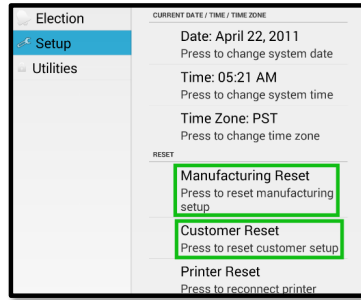 Election
Setup
Utilities
CURRENT DATE / TIME / TIME ZONE
Date: April 22, 2011
Press to change system date
Time: 05:21 AM
Press to change system time
Time Zone: PST
Press to change time zone
RESET
Manufacturing Reset
Press to reset manufacturing
setup
Customer Reset
Press to reset customer setup
Printer Reset
Press to reconnect printer